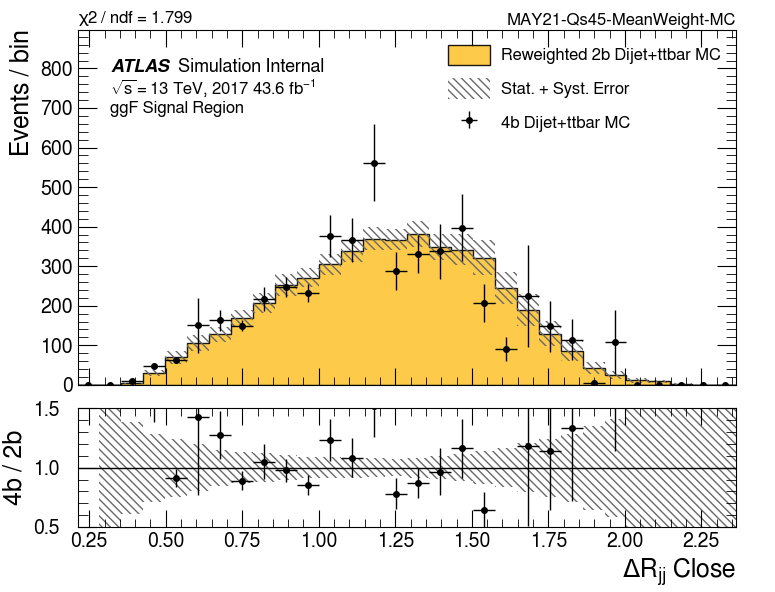 χ2 / ndf = 1.799
MAY21-Qs45-MeanWeight-MC
Events / bin
800
700
600
500
400
300
200
100
0
ATLAS Simulation Internal
√s = 13 TeV, 2017 43.6 fb⁻¹
ggF Signal Region
Reweighted 2b Dijet+ttbar MC
Stat. + Syst. Error
4b Dijet+ttbar MC
4b / 2b
1.5
1.0
0.5
0.25 0.50 0.75 1.00 1.25 1.50 1.75 2.00 2.25
ΔRjj Close